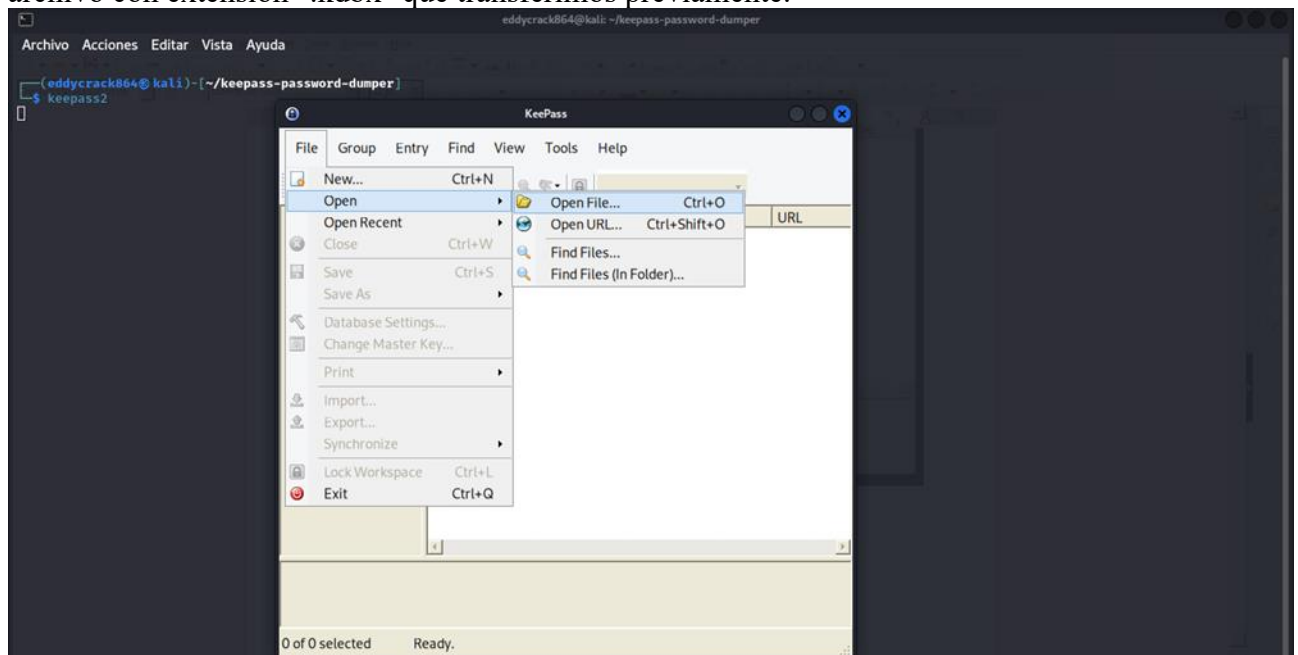 archivo con extensión “.kdbx” que transferimos previamente.
eddycrack864@kali: ~/keepass-password-dumper
Archivo Acciones Editar Vista Ayuda
(eddycrack864㉿kali)-[~/keepass-password-dumper]
$ keepass2
KeePass
File Group Entry Find View Tools Help
New... Ctrl+N
Open
Open File... Ctrl+O
Open Recent
Open URL... Ctrl+Shift+O
URL
Close Ctrl+W
Find Files...
Save Ctrl+S
Find Files (In Folder)...
Save As
Database Settings...
Change Master Key...
Print
Import...
Export...
Synchronize
Lock Workspace Ctrl+L
Exit Ctrl+Q
0 of 0 selected Ready.